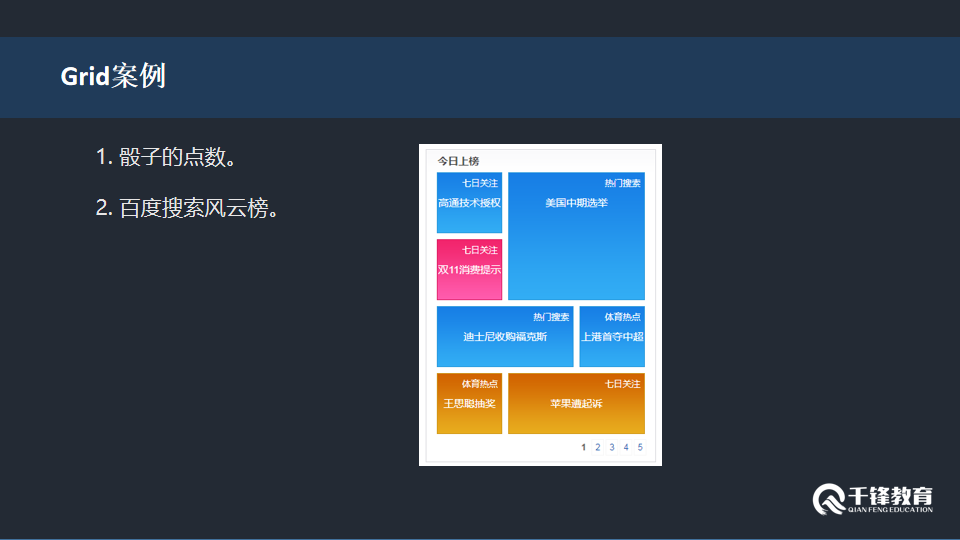 Grid案例
1. 骰子的点数。
2. 百度搜索风云榜。
今日上榜
七日关注
高通技术授权
热门搜索
美国中期选举
七日关注
双11消费提示
热门搜索
迪士尼收购福克斯
体育热点
上港首夺中超
体育热点
王思聪抽奖
七日关注
苹果遭起诉
1 2 3 4 5
千锋教育
QIAN FENG EDUCATION